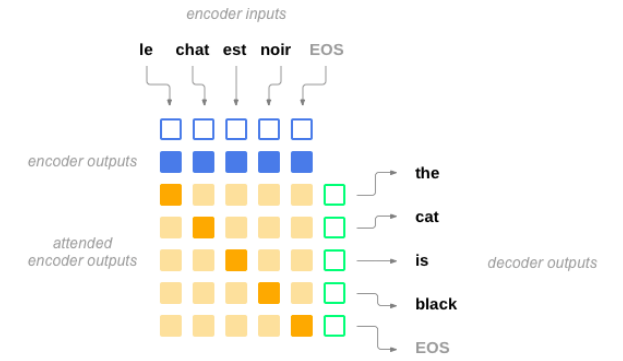 encoder inputs
le chat est noir EOS
encoder outputs
the
cat
attended
encoder outputs
is
decoder outputs
black
EOS